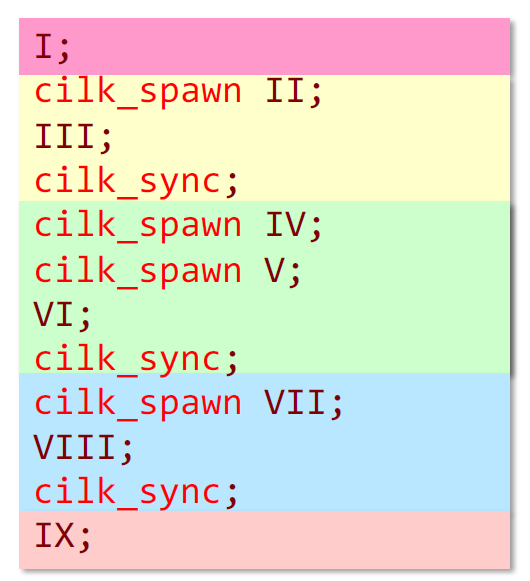 I;
cilk_spawn II;
III;
cilk_sync;
cilk_spawn IV;
cilk_spawn V;
VI;
cilk_sync;
cilk_spawn VII;
VIII;
cilk_sync;
IX;